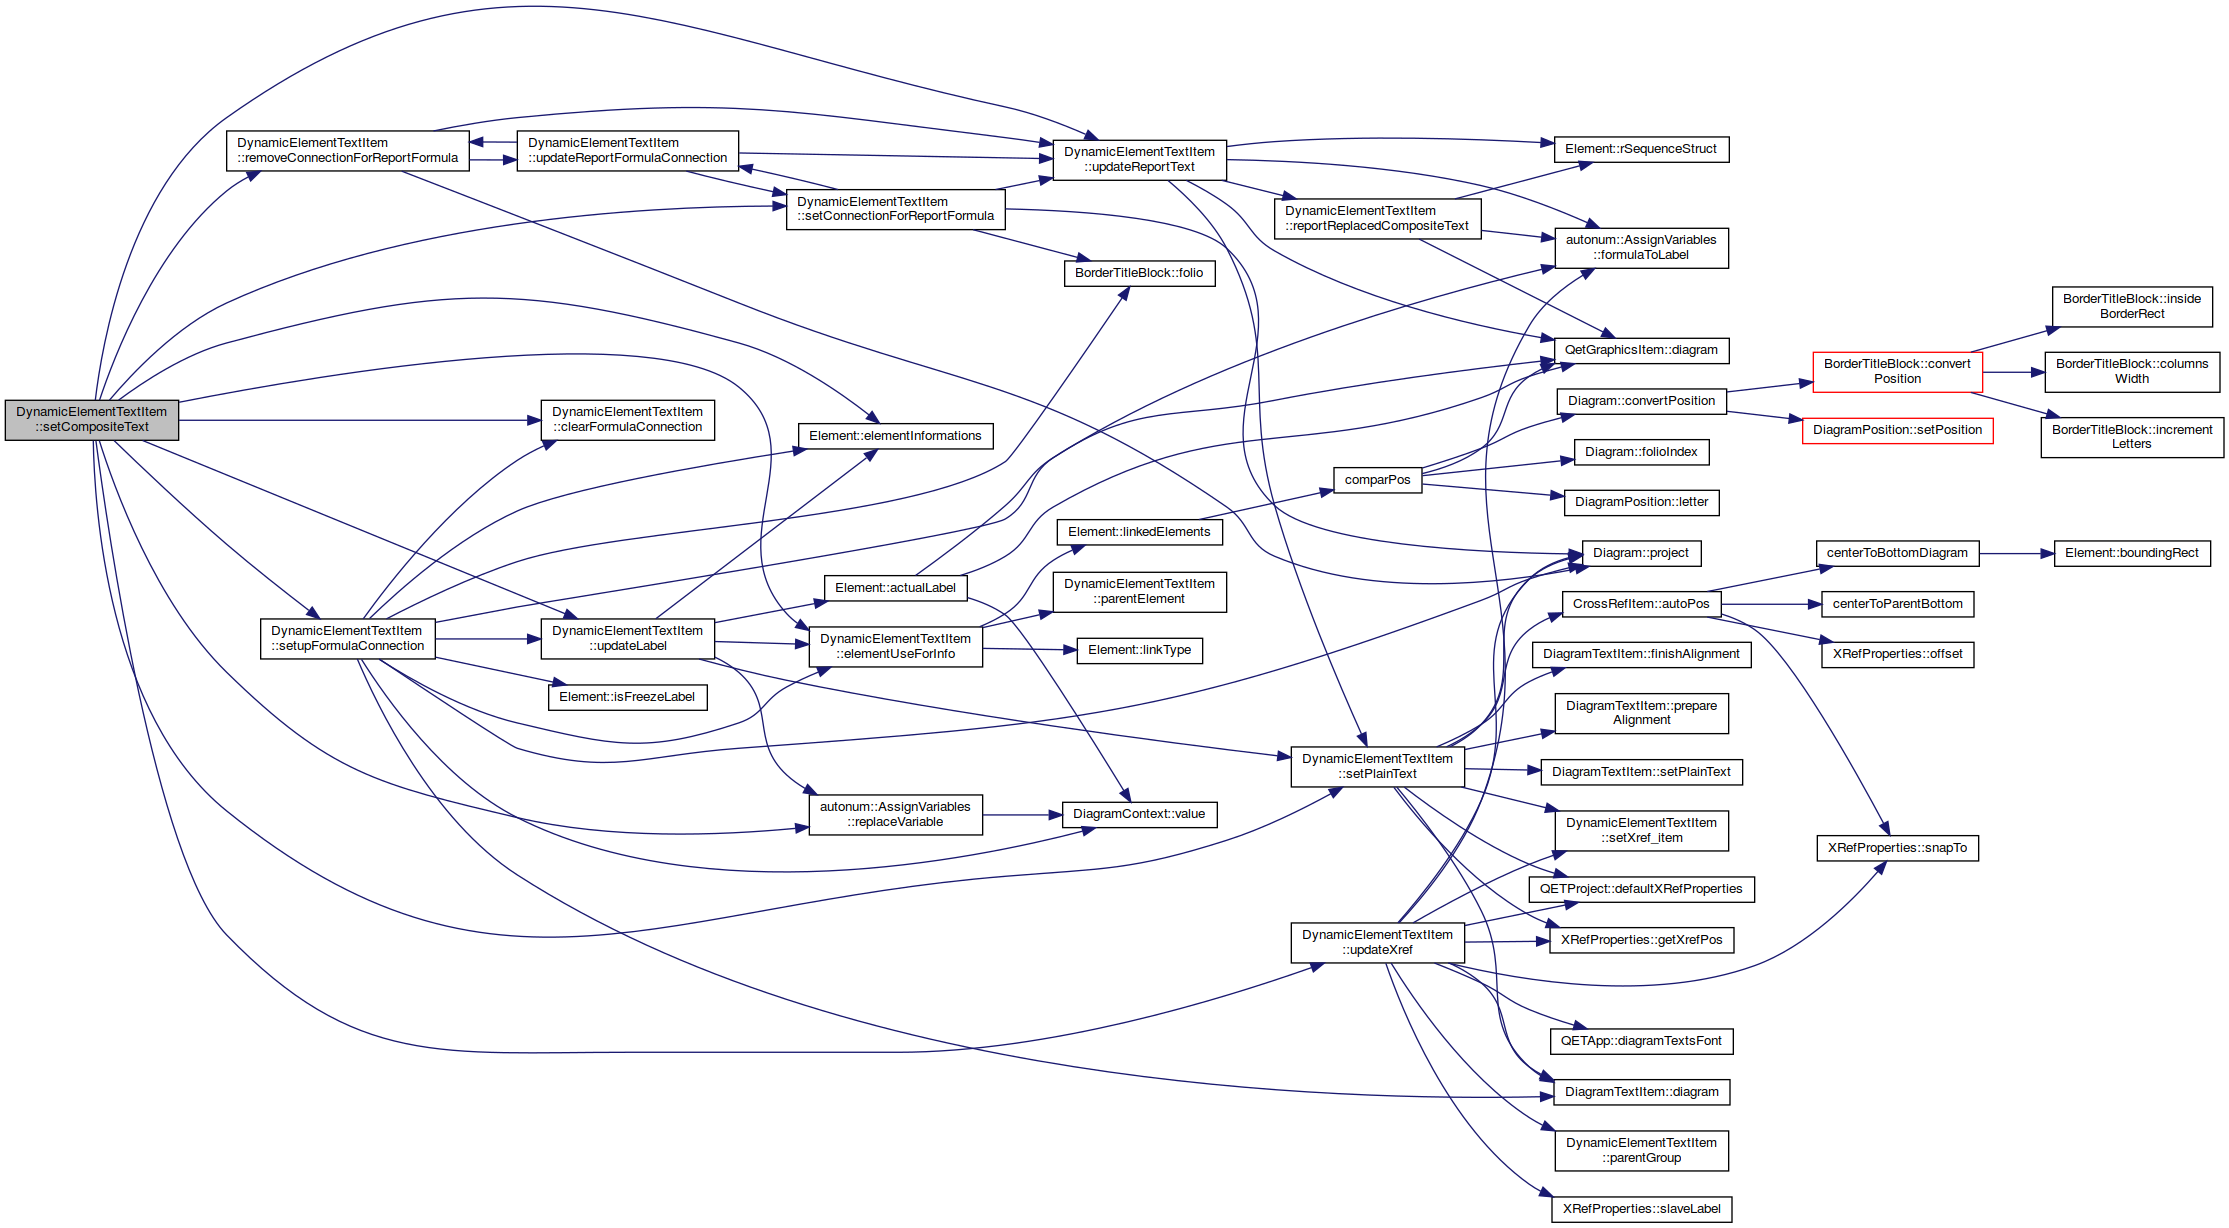 DynamicElementTextItem
::setCompositeText
DynamicElementTextItem
::removeConnectionForReportFormula
DynamicElementTextItem
::updateReportFormulaConnection
DynamicElementTextItem
::setConnectionForReportFormula
DynamicElementTextItem
::updateReportText
BorderTitleBlock::folio
DynamicElementTextItem
::reportReplacedCompositeText
Element::rSequenceStruct
autonum::AssignVariables
::formulaToLabel
QetGraphicsItem::diagram
Diagram::convertPosition
BorderTitleBlock::convert
Position
DiagramPosition::setPosition
BorderTitleBlock::inside
BorderRect
BorderTitleBlock::columns
Width
BorderTitleBlock::increment
Letters
DynamicElementTextItem
::clearFormulaConnection
Element::elementInformations
comparPos
Diagram::folioIndex
DiagramPosition::letter
Element::linkedElements
Diagram::project
centerToBottomDiagram
Element::boundingRect
Element::actualLabel
DynamicElementTextItem
::parentElement
CrossRefItem::autoPos
centerToParentBottom
DynamicElementTextItem
::setupFormulaConnection
DynamicElementTextItem
::updateLabel
DynamicElementTextItem
::elementUseForInfo
Element::linkType
DiagramTextItem::finishAlignment
XRefProperties::offset
Element::isFreezeLabel
DiagramTextItem::prepare
Alignment
DynamicElementTextItem
::setPlainText
DiagramTextItem::setPlainText
autonum::AssignVariables
::replaceVariable
DiagramContext::value
DynamicElementTextItem
::setXref_item
XRefProperties::snapTo
QETProject::defaultXRefProperties
DynamicElementTextItem
::updateXref
XRefProperties::getXrefPos
QETApp::diagramTextsFont
DiagramTextItem::diagram
DynamicElementTextItem
::parentGroup
XRefProperties::slaveLabel